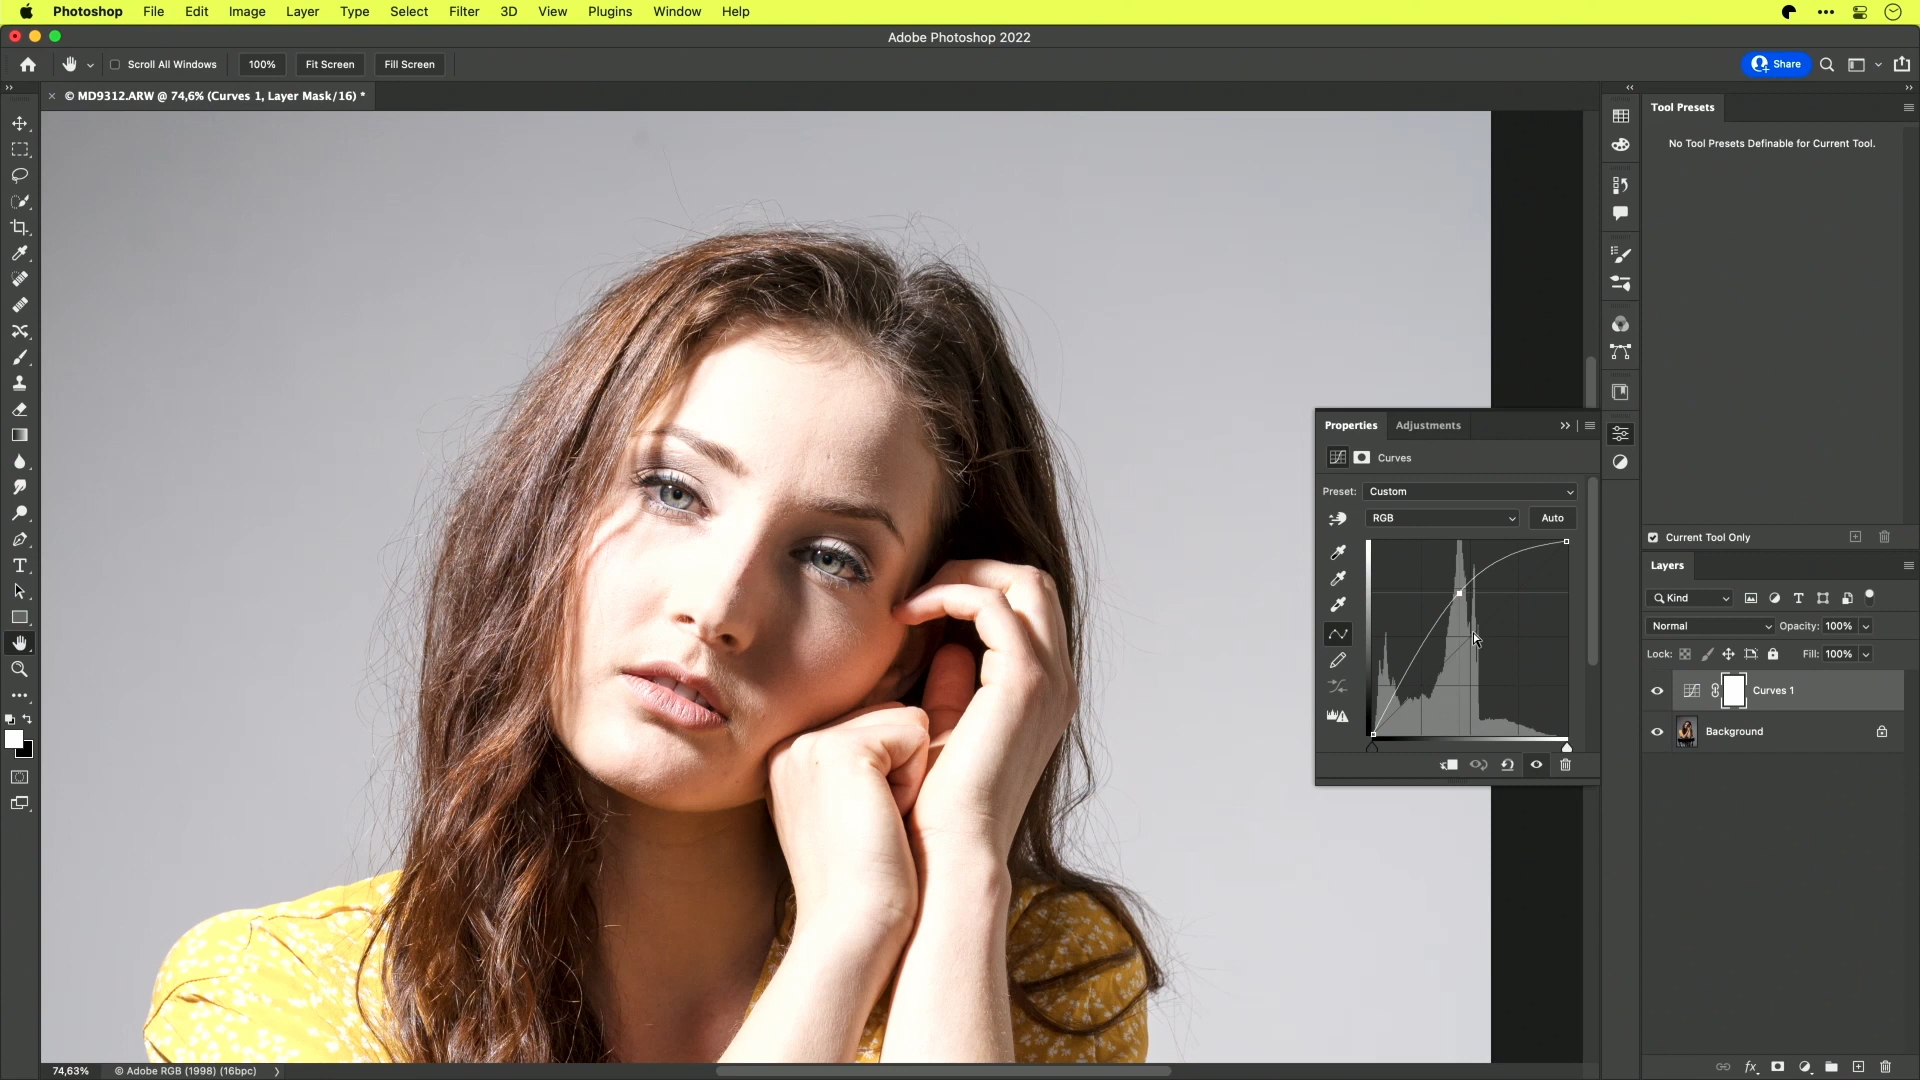 Photoshop File Edit Image Layer Type Select Filter 3D View Plugins Window Help
Adobe Photoshop 2022
Scroll All Windows 100% Fit Screen Fill Screen Share
© MD9312.ARW @ 74,6% (Curves 1, Layer Mask/16) *
Tool Presets
No Tool Presets Definable for Current Tool.
Properties Adjustments
Curves
Preset: Custom
RGB Auto
Current Tool Only
Layers
Kind
Normal Opacity: 100%
Lock: Fill: 100%
Curves 1
Background
74,63% © Adobe RGB (1998) (16bpc)